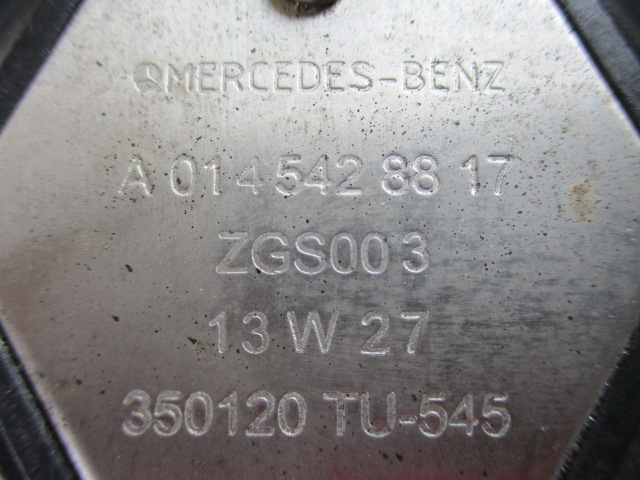 MERCEDES-BENZ
A 014 542 88 17
ZGS003
13 W 27
350120 TU-545